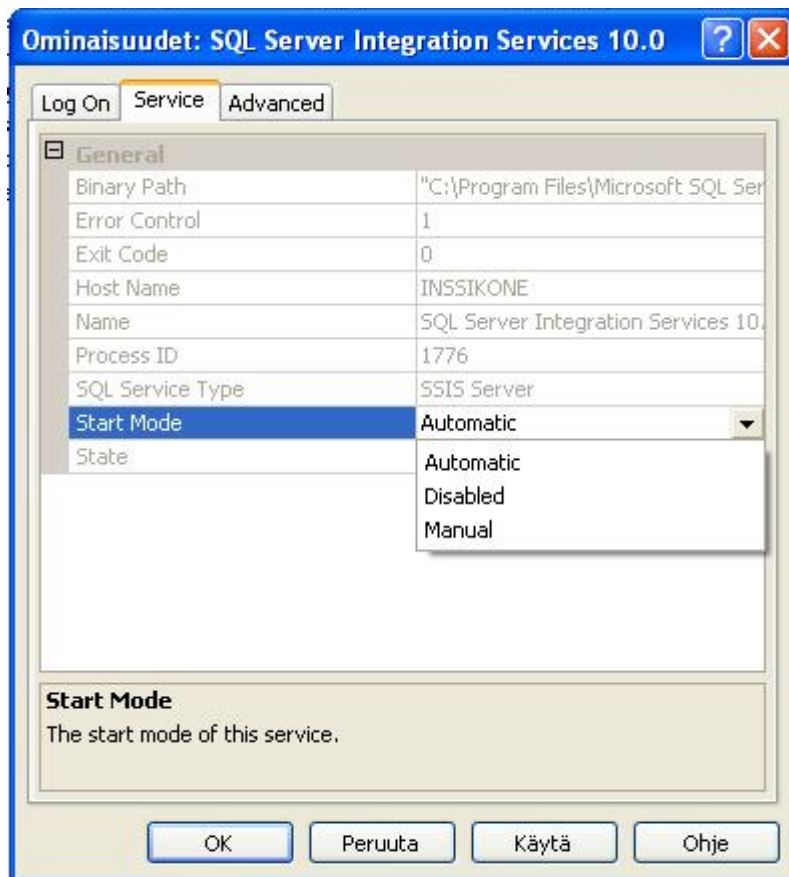 Ominaisuudet: SQL Server Integration Services 10.0
Log On Service Advanced
General
Binary Path "C:\Program Files\Microsoft SQL Ser
Error Control 1
Exit Code 0
Host Name INSSIKONE
Name SQL Server Integration Services 10.
Process ID 1776
SQL Service Type SSIS Server
Start Mode Automatic
State
Automatic
Disabled
Manual
Start Mode
The start mode of this service.
OK Peruuta Käytä Ohje